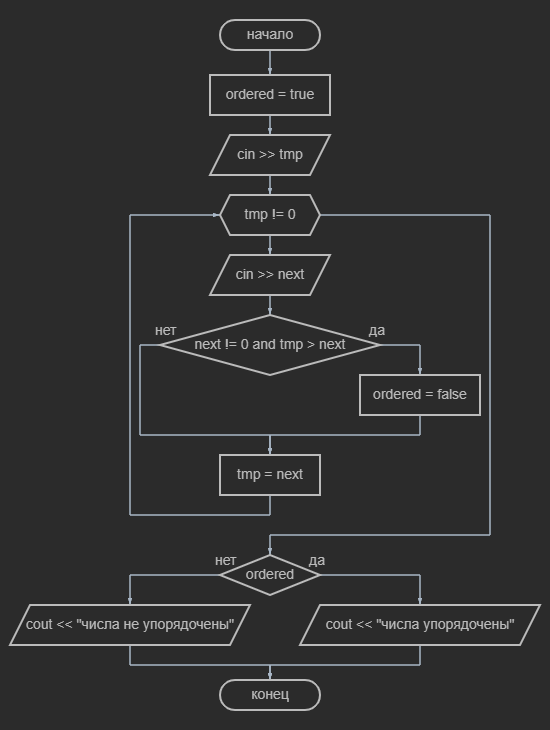 начало
ordered = true
cin >> tmp
tmp != 0
cin >> next
нет
да
next != 0 and tmp > next
ordered = false
tmp = next
нет
да
ordered
cout << "числа не упорядочены"
cout << "числа упорядочены"
конец